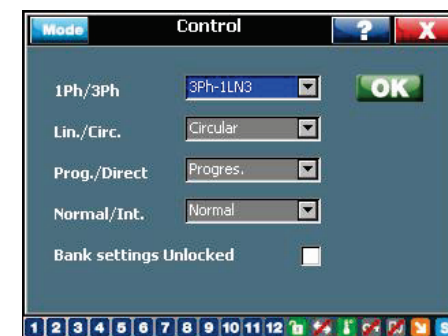 Mode Control ? X
1Ph/3Ph 3Ph-1LN3 OK
Lin./Circ. Circular
Prog./Direct Progres.
Normal/Int. Normal
Bank settings Unlocked
1 2 3 4 5 6 7 8 9 10 11 12